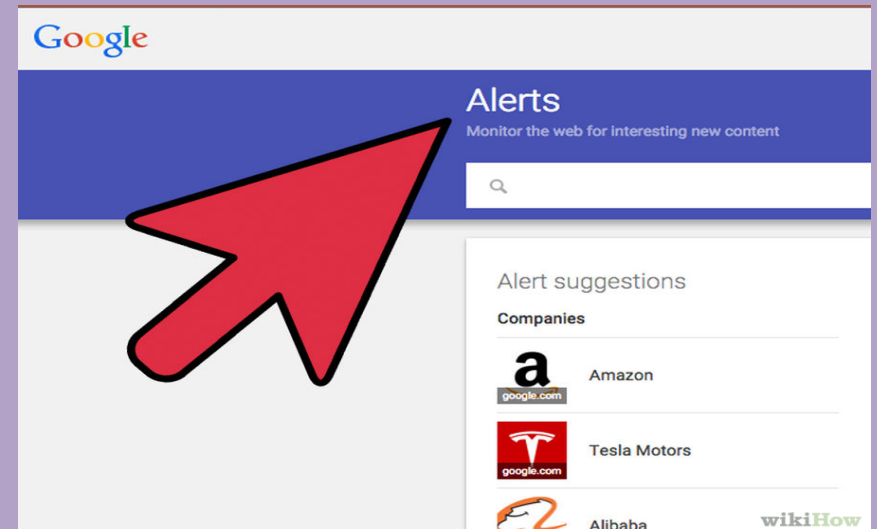 Google
Alerts
Monitor the web for interesting new content
Alert suggestions
Companies
a
google.com
Amazon
google.com
Tesla Motors
Alibaba
wikiHow